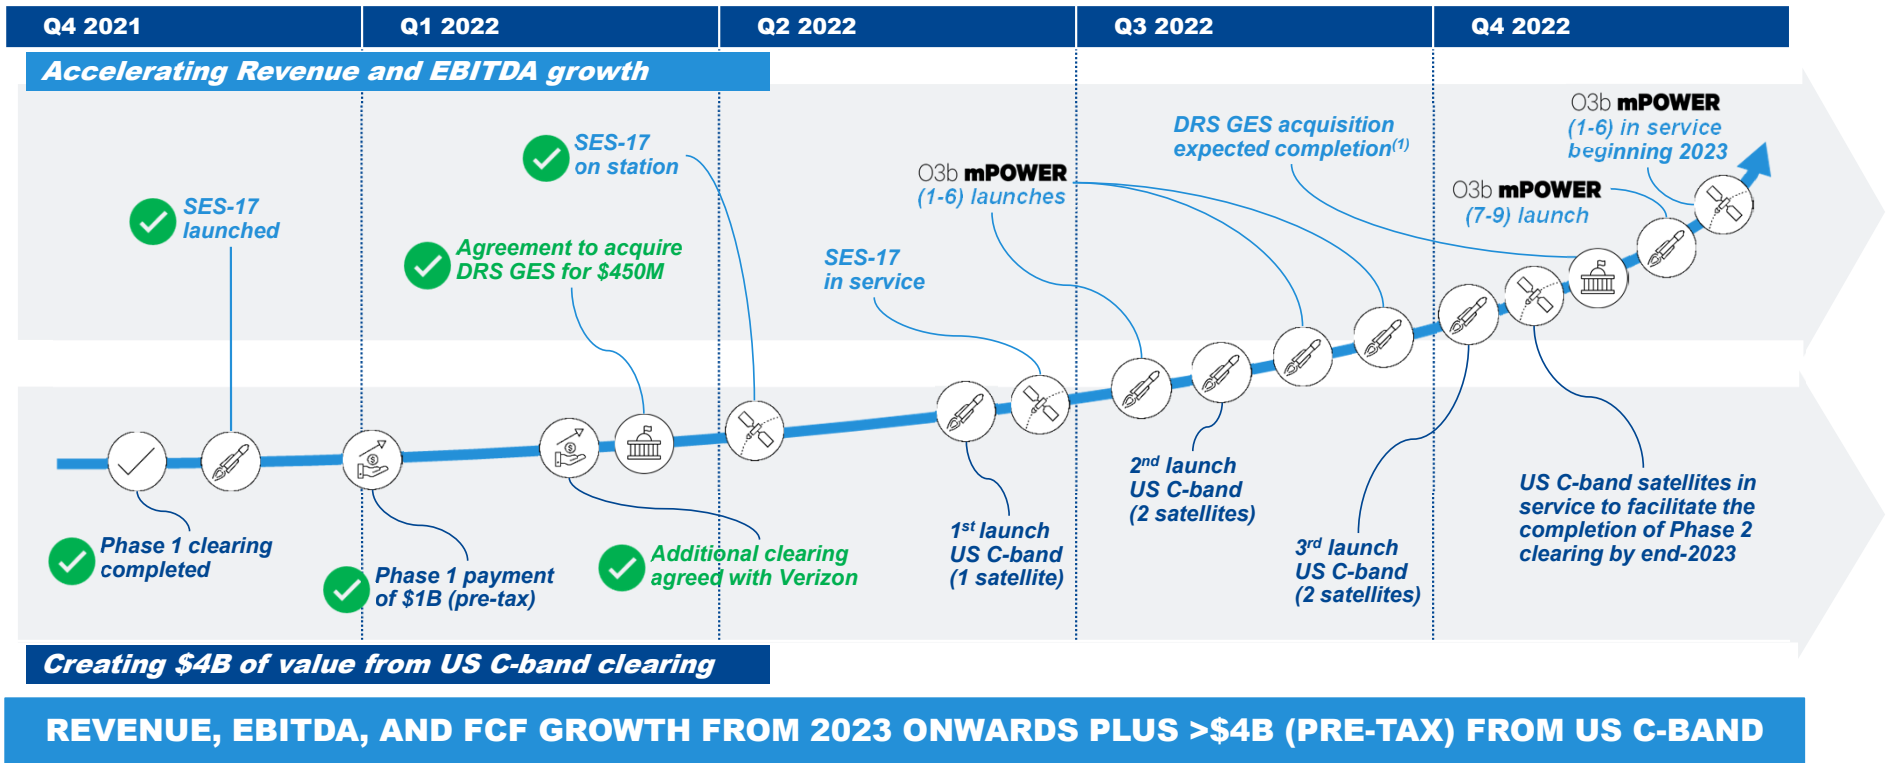 Q4 2021
Q1 2022
Q2 2022
Q3 2022
Q4 2022
Accelerating Revenue and EBITDA growth
SES-17
launched
Agreement to acquire
DRS GES for $450M
SES-17
on station
SES-17
in service
O3b mPOWER
(1-6) launches
DRS GES acquisition
expected completion(1)
O3b mPOWER
(7-9) launch
O3b mPOWER
(1-6) in service
beginning 2023
Phase 1 clearing
completed
Phase 1 payment
of $1B (pre-tax)
Additional clearing
agreed with Verizon
1st launch
US C-band
(1 satellite)
2nd launch
US C-band
(2 satellites)
3rd launch
US C-band
(2 satellites)
US C-band satellites in
service to facilitate the
completion of Phase 2
clearing by end-2023
Creating $4B of value from US C-band clearing
REVENUE, EBITDA, AND FCF GROWTH FROM 2023 ONWARDS PLUS >$4B (PRE-TAX) FROM US C-BAND